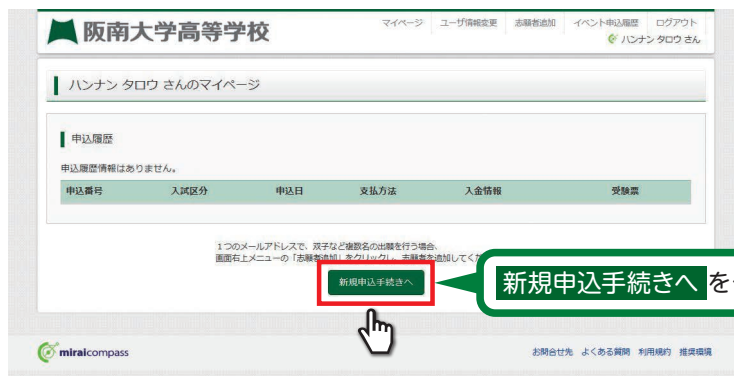 阪南大学高等学校
マイページ ユーザ情報変更 志願者追加 イベント申込履歴 ログアウト
ハンナン タロウ さん
ハンナン タロウ さんのマイページ
申込履歴
申込履歴情報はありません。
申込番号 入試区分 申込日 支払方法 入金情報 受験票
1つのメールアドレスで、双子など複数名の出願を行う場合、
画面右上メニューの「志願者追加」をクリックし、志願者を追加してくだ
新規申込手続きへ
新規申込手続きへ を
miraicompass
お問合せ先 よくある質問 利用規約 推奨環境